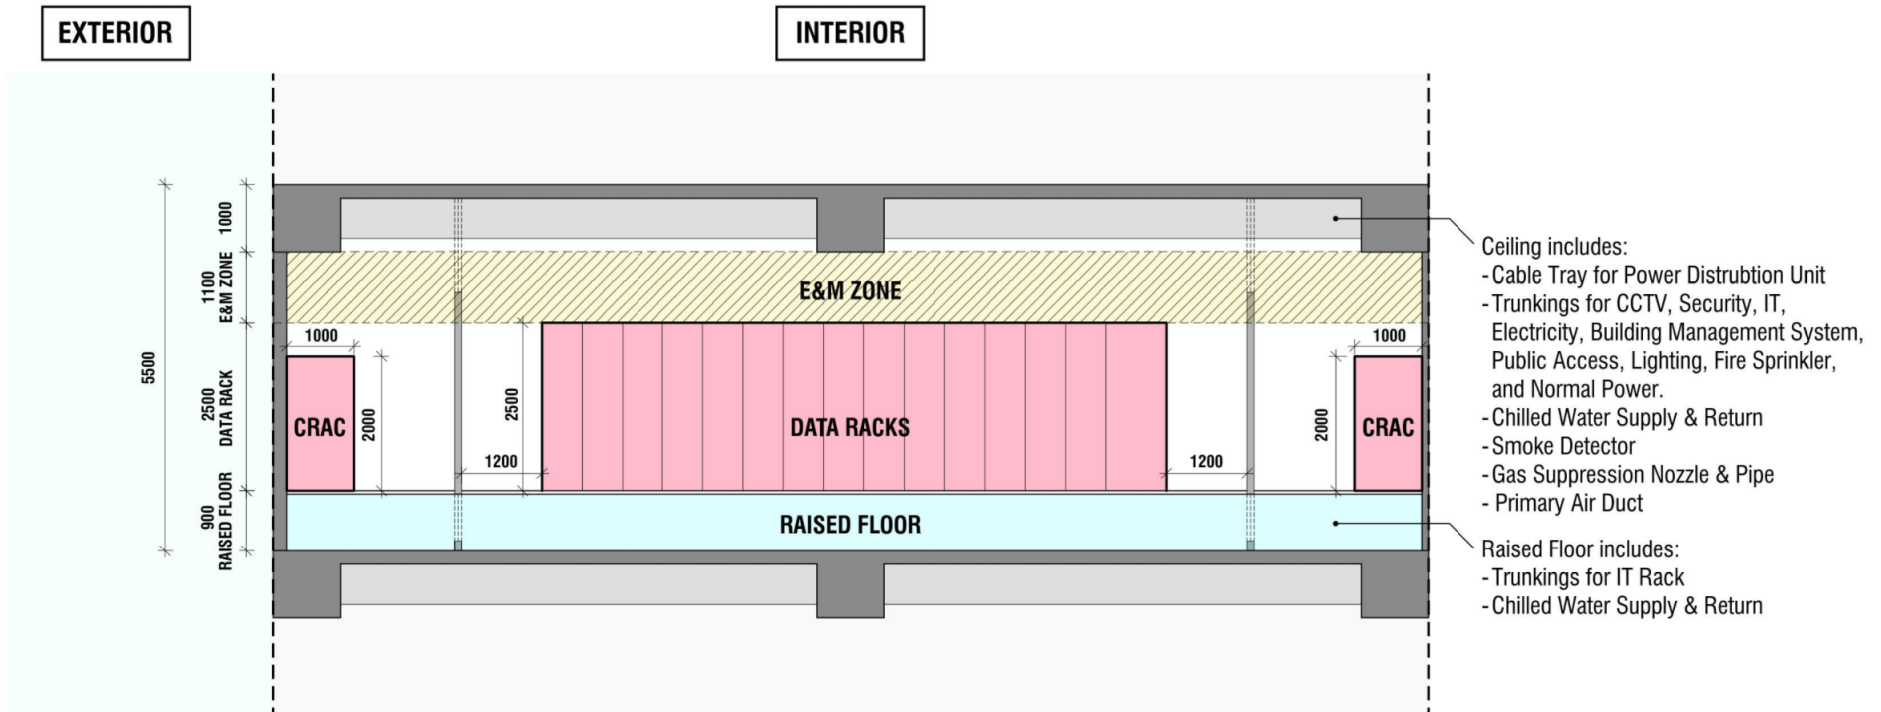 EXTERIOR
INTERIOR
1000
1100
E&M ZONE
2500
DATA RACK
900
RAISED FLOOR
5500
E&M ZONE
1000
CRAC
2000
1200
2500
DATA RACKS
1200
1000
2000
CRAC
RAISED FLOOR
Ceiling includes:
- Cable Tray for Power Distrubtion Unit
- Trunkings for CCTV, Security, IT,
Electricity, Building Management System,
Public Access, Lighting, Fire Sprinkler,
and Normal Power.
- Chilled Water Supply & Return
- Smoke Detector
- Gas Suppression Nozzle & Pipe
- Primary Air Duct
Raised Floor includes:
- Trunkings for IT Rack
- Chilled Water Supply & Return